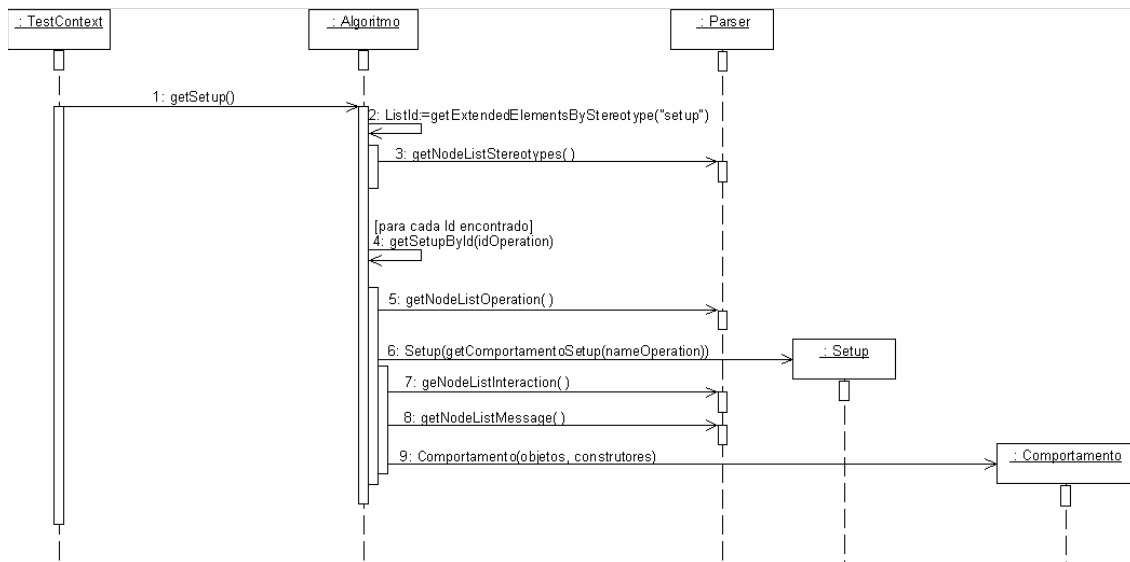 : TestContext
: Algoritmo
: Parser
1: getSetup()
2: ListId:=getExtendedElementsByStereotype("setup")
3: getNodeListStereotypes( )
[para cada Id encontrado]
4: getSetupById(idOperation)
5: getNodeListOperation( )
6: Setup(getComportamentoSetup(nameOperation))
: Setup
7: geNodeListInteraction( )
8: getNodeListMessage( )
9: Comportamento(objetos, construtores)
: Comportamento